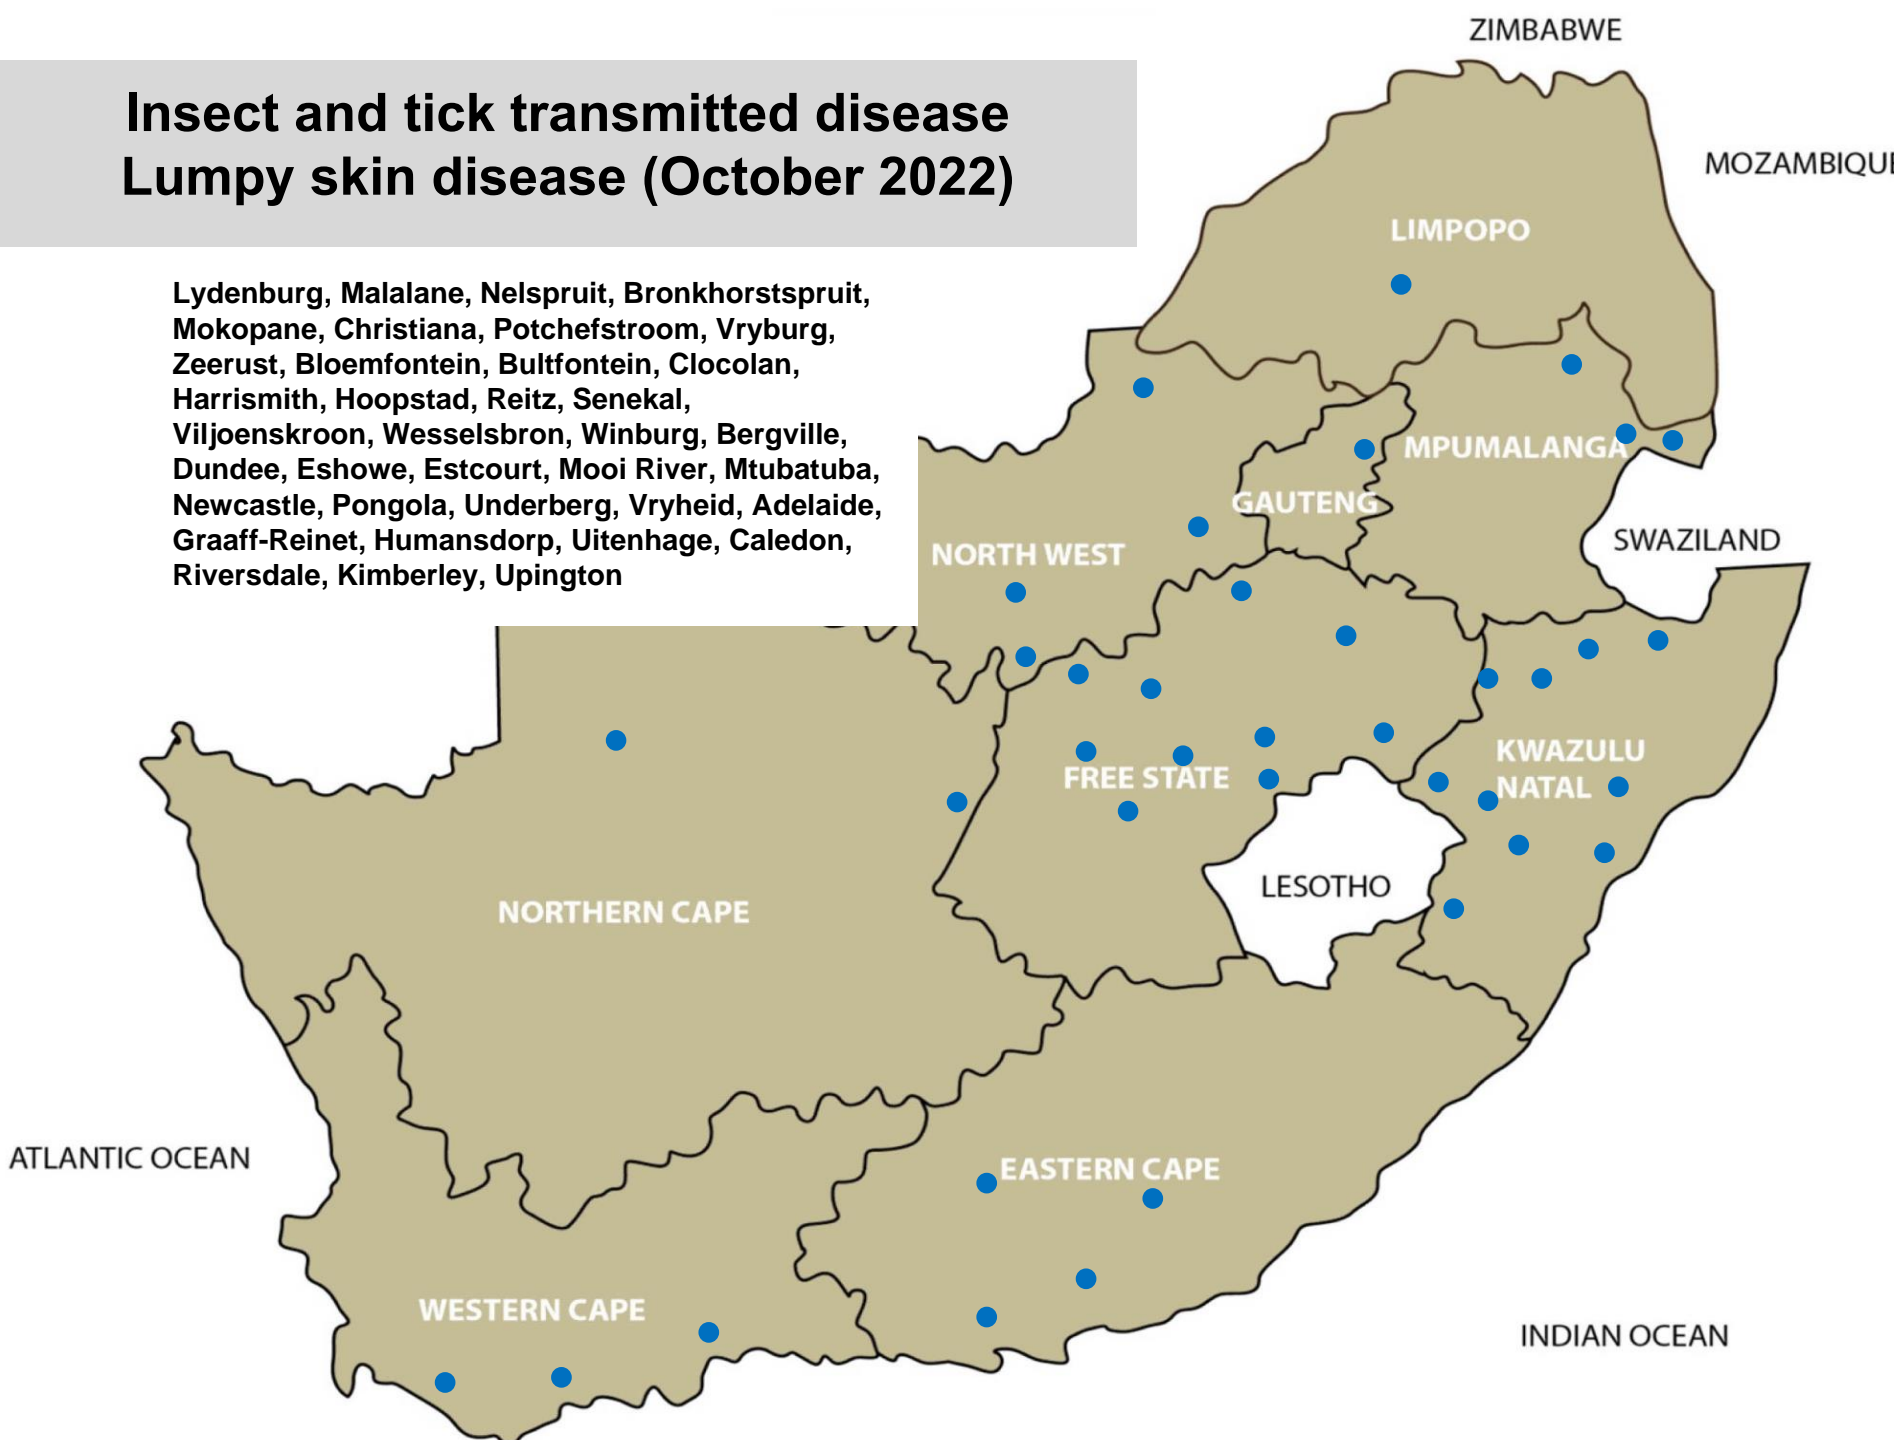 ZIMBABWE
Insect and tick transmitted disease
Lumpy skin disease (October 2022)
MOZAMBIQUE
LIMPOPO
Lydenburg, Malalane, Nelspruit, Bronkhorstspruit,
Mokopane, Christiana, Potchefstroom, Vryburg,
Zeerust, Bloemfontein, Bultfontein, Clocolan,
Harrismith, Hoopstad, Reitz, Senekal,
Viljoenskroon, Wesselsbron, Winburg, Bergville,
Dundee, Eshowe, Estcourt, Mooi River, Mtubatuba,
Newcastle, Pongola, Underberg, Vryheid, Adelaide,
Graaff-Reinet, Humansdorp, Uitenhage, Caledon,
Riversdale, Kimberley, Upington
MPUMALANGA
GAUTENG
SWAZILAND
NORTH WEST
KWAZULU
NATAL
FREE STATE
LESOTHO
NORTHERN CAPE
ATLANTIC OCEAN
EASTERN CAPE
WESTERN CAPE
INDIAN OCEAN